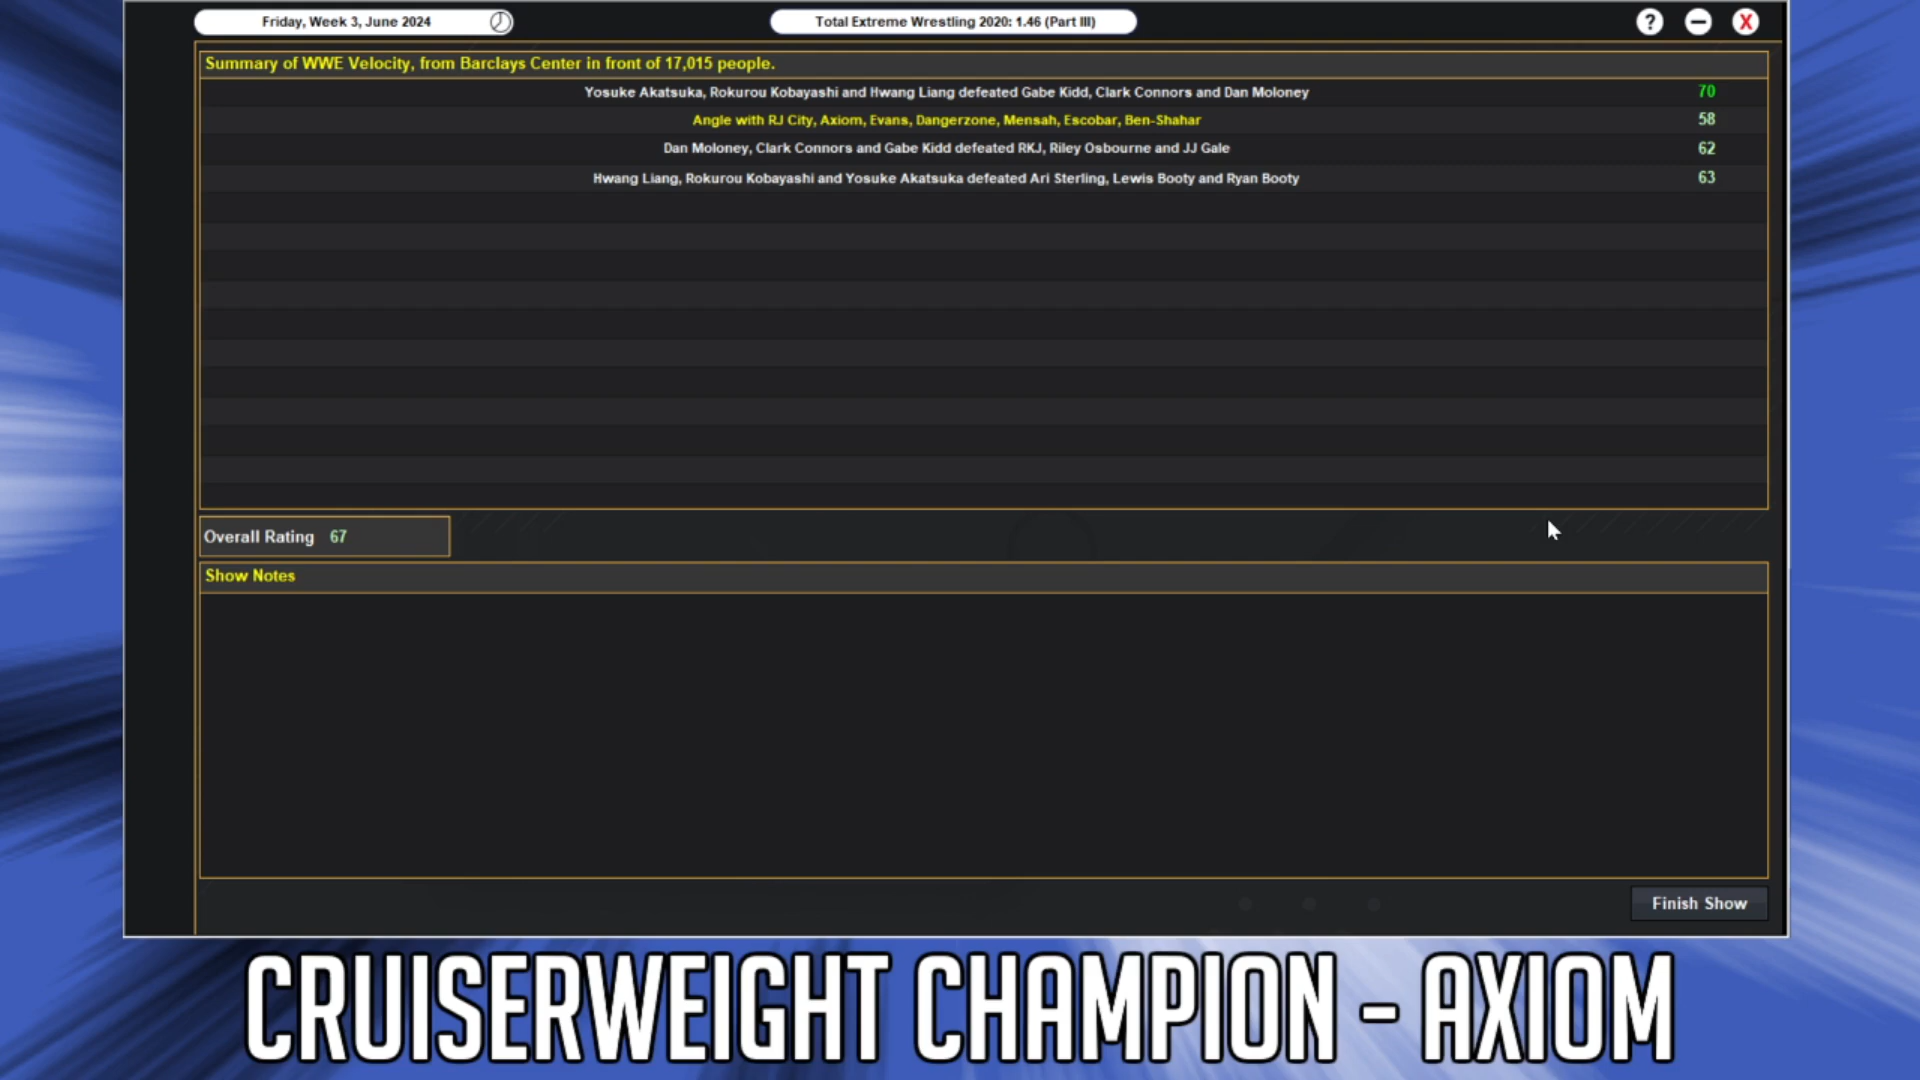 Friday, Week 3, June 2024
Total Extreme Wrestling 2020: 1.46 (Part III)
?
X
Summary of WWE Velocity, from Barclays Center in front of 17,015 people.
Yosuke Akatsuka, Rokurou Kobayashi and Hwang Liang defeated Gabe Kidd, Clark Connors and Dan Moloney 70
Angle with RJ City, Axiom, Evans, Dangerzone, Mensah, Escobar, Ben-Shahar 58
Dan Moloney, Clark Connors and Gabe Kidd defeated RKJ, Riley Osbourne and JJ Gale 62
Hwang Liang, Rokurou Kobayashi and Yosuke Akatsuka defeated Ari Sterling, Lewis Booty and Ryan Booty 63
Overall Rating 67
Show Notes
Finish Show
CRUISERWEIGHT CHAMPION - AXIOM